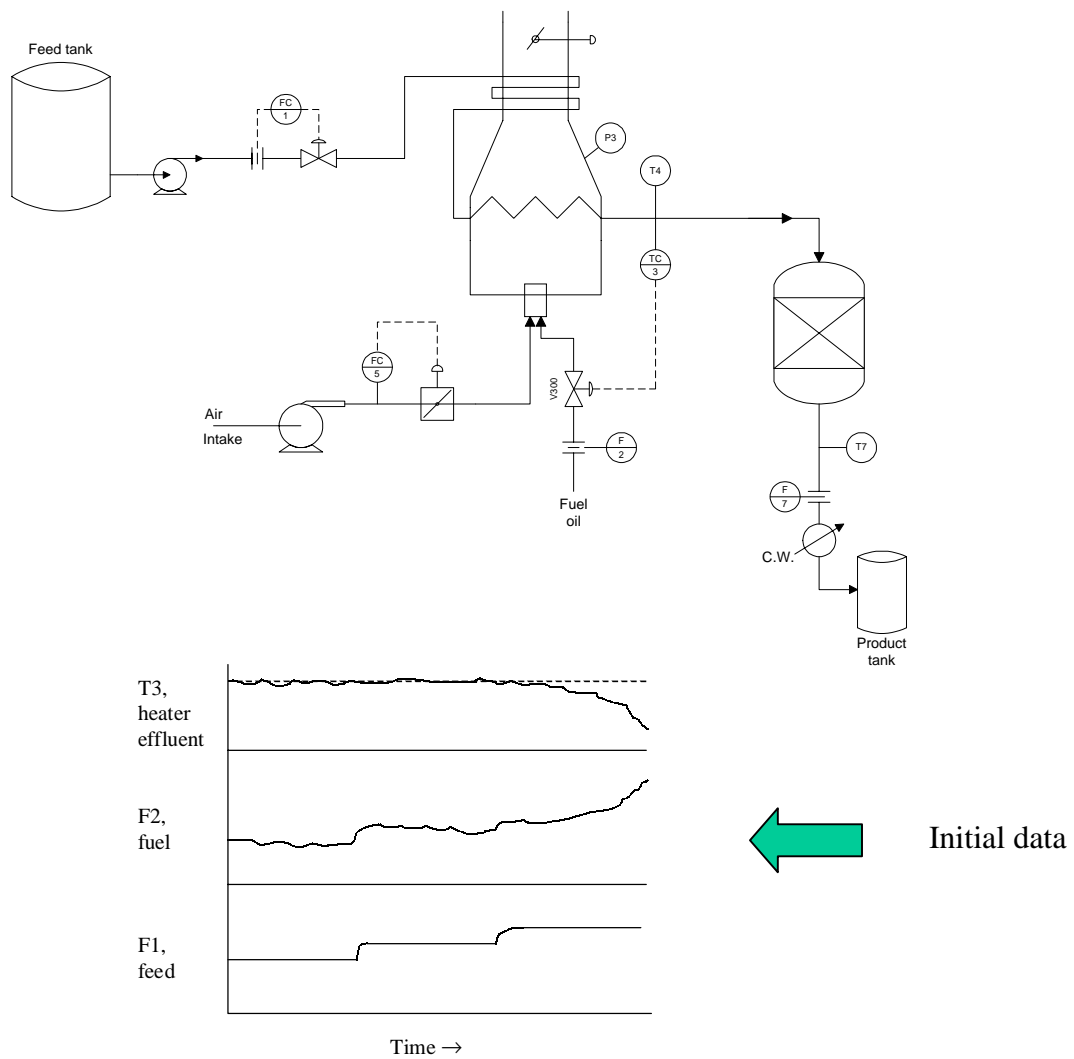 Feed tank
FC
1
P3
T4
TC
3
FC
5
V300
Air
Intake
F
2
Fuel
oil
T7
F
7
C.W.
Product
tank
T3,
heater
effluent
F2,
fuel
Initial data
F1,
feed
Time →